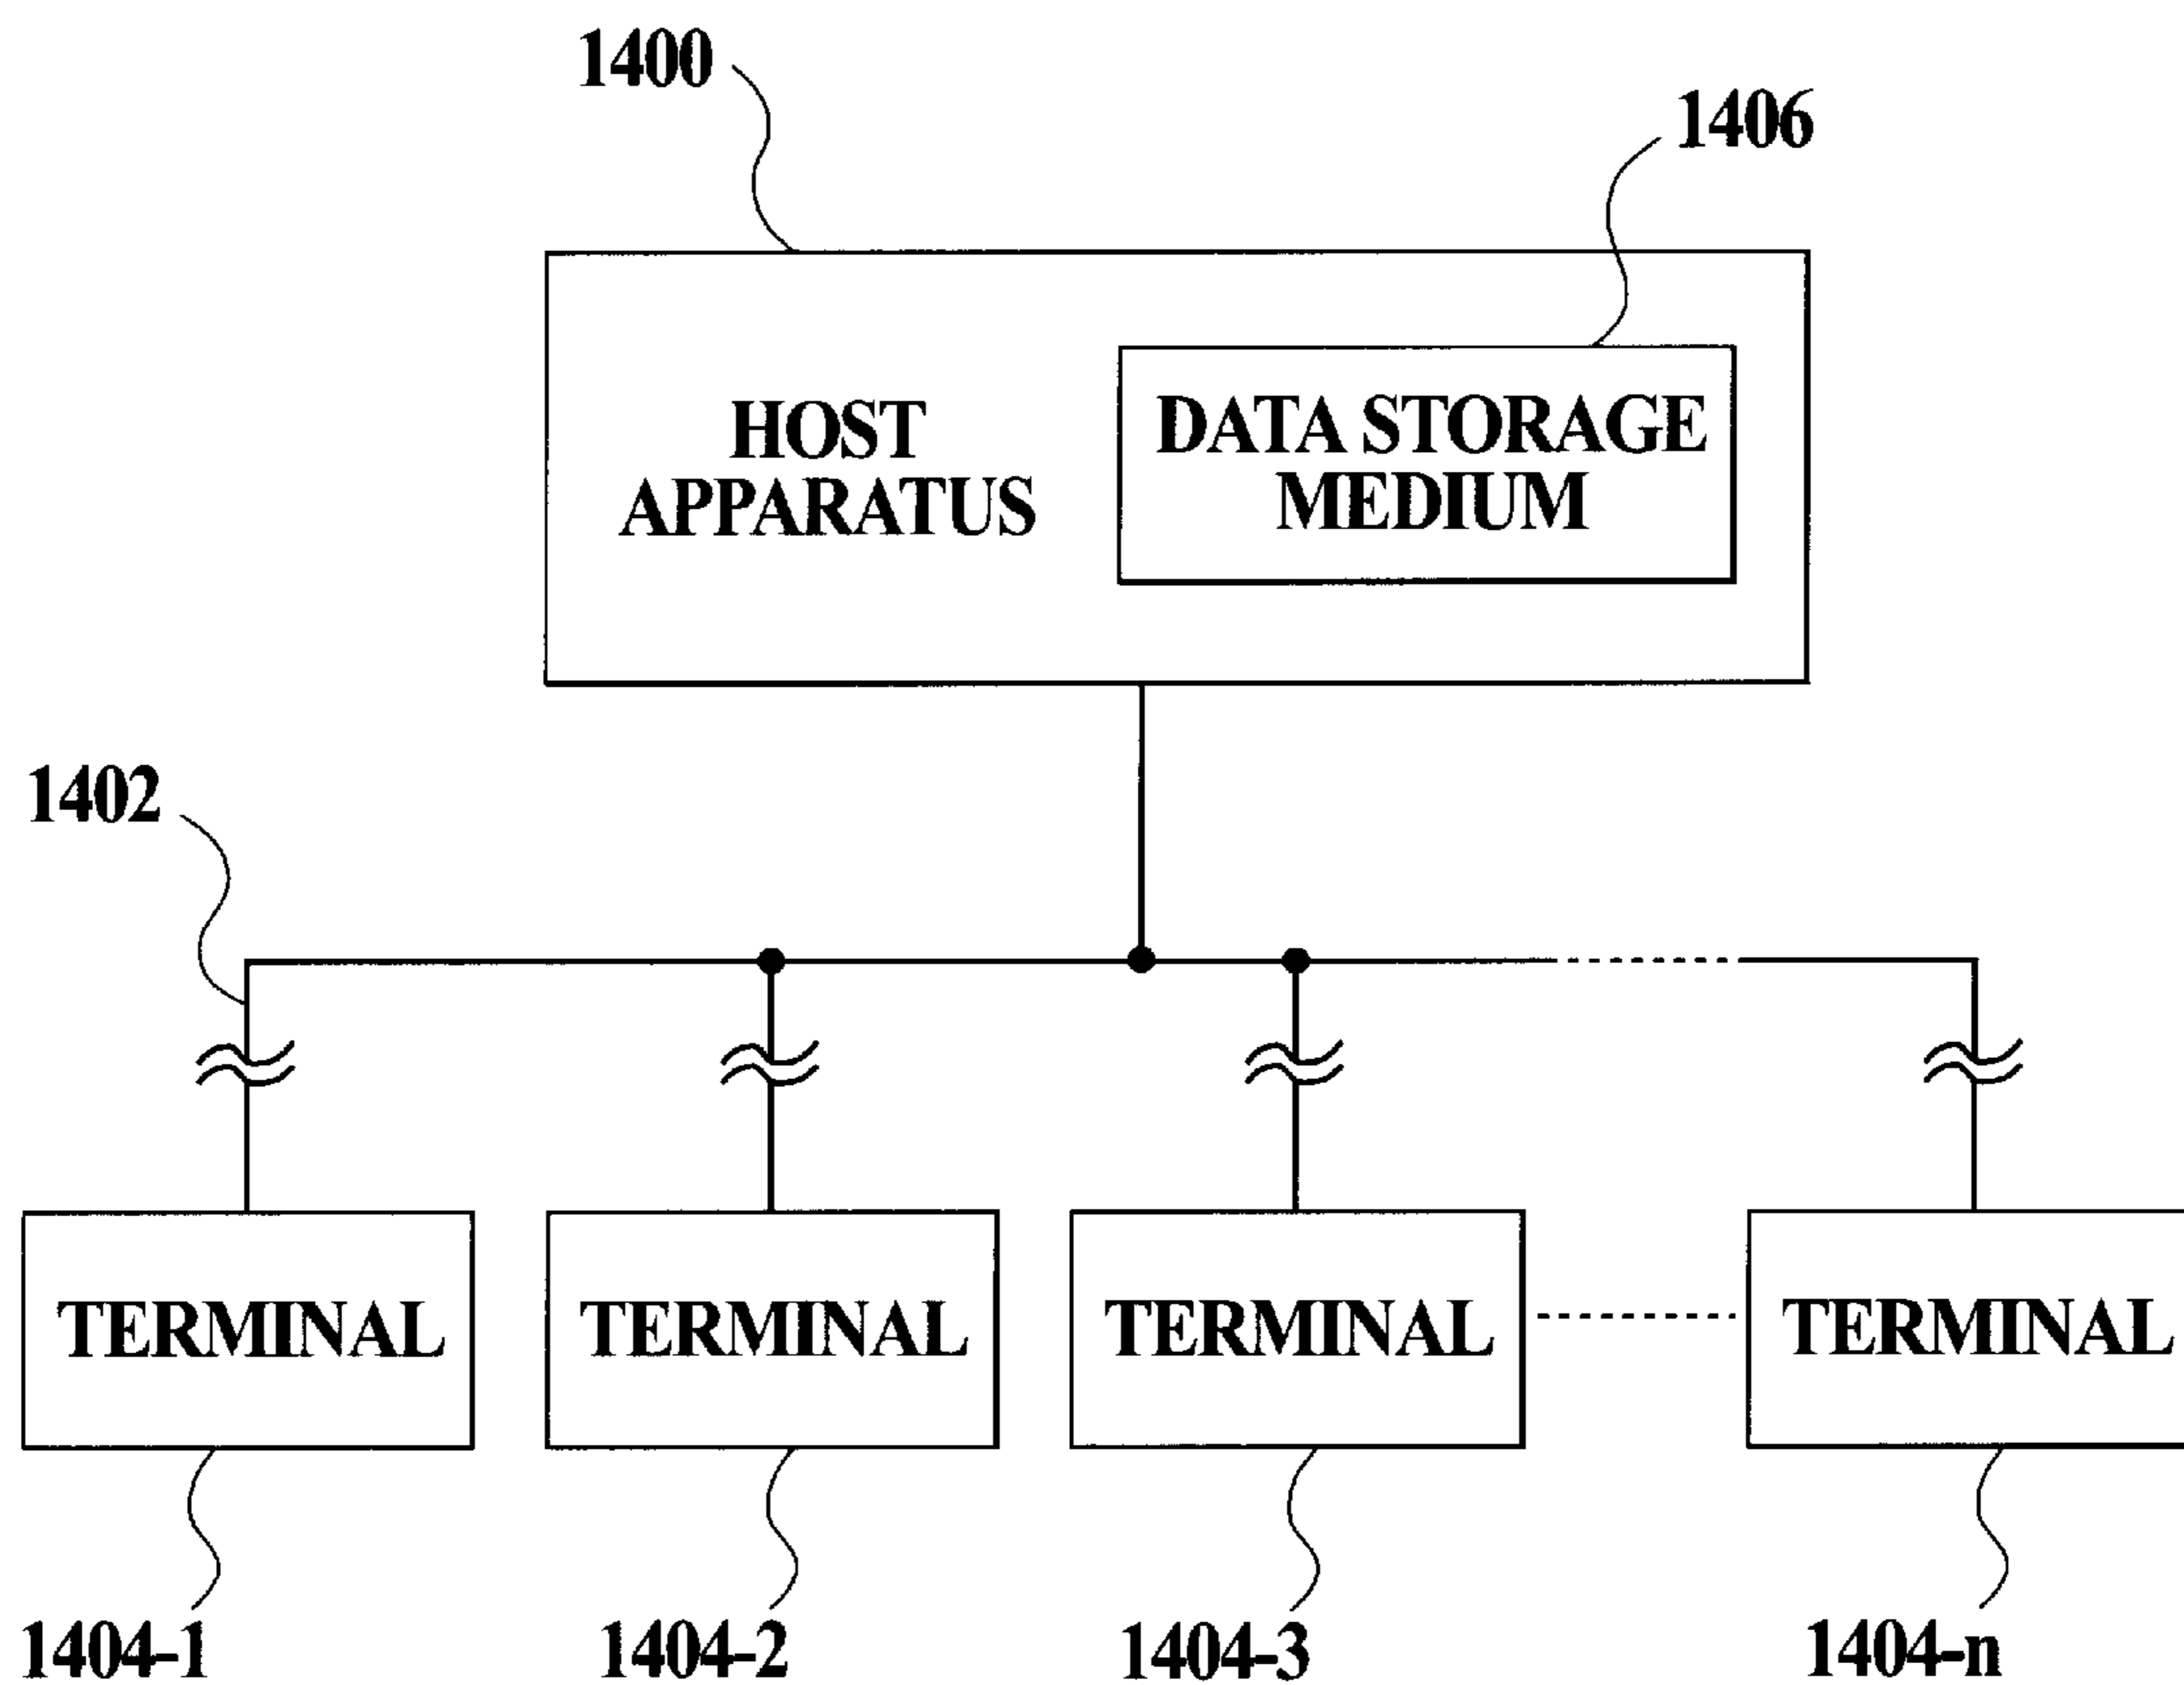 1400
1406
HOST
APPARATUS
DATA STORAGE
MEDIUM
1402
TERMINAL
TERMINAL
TERMINAL
TERMINAL
1404-1
1404-2
1404-3
1404-n